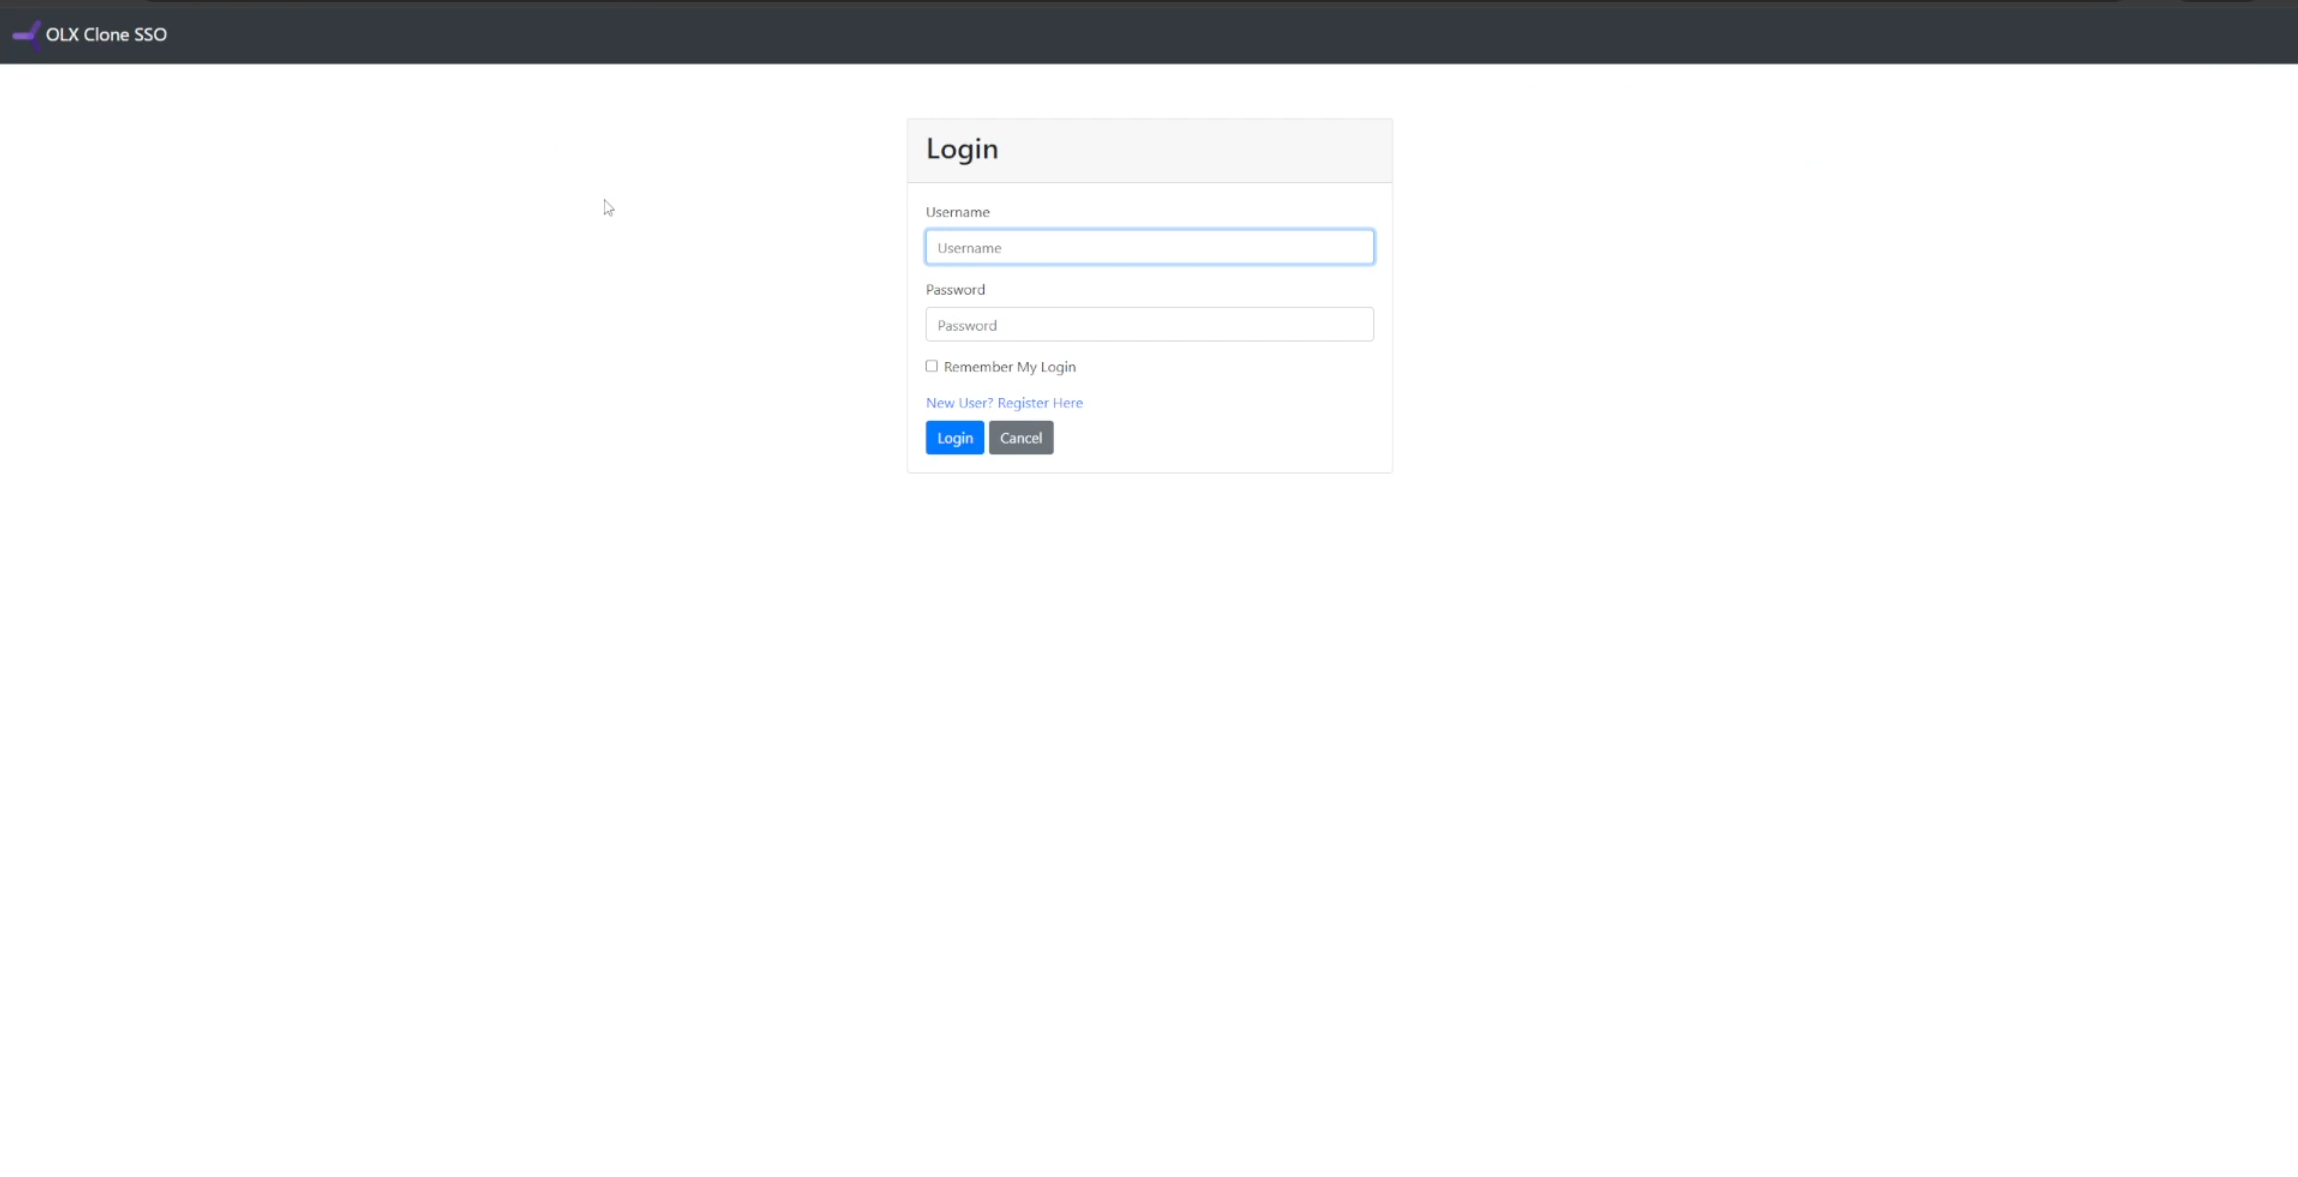 OLX Clone SSO
Login
Username
Username
Password
Password
Remember My Login
New User? Register Here
Login Cancel